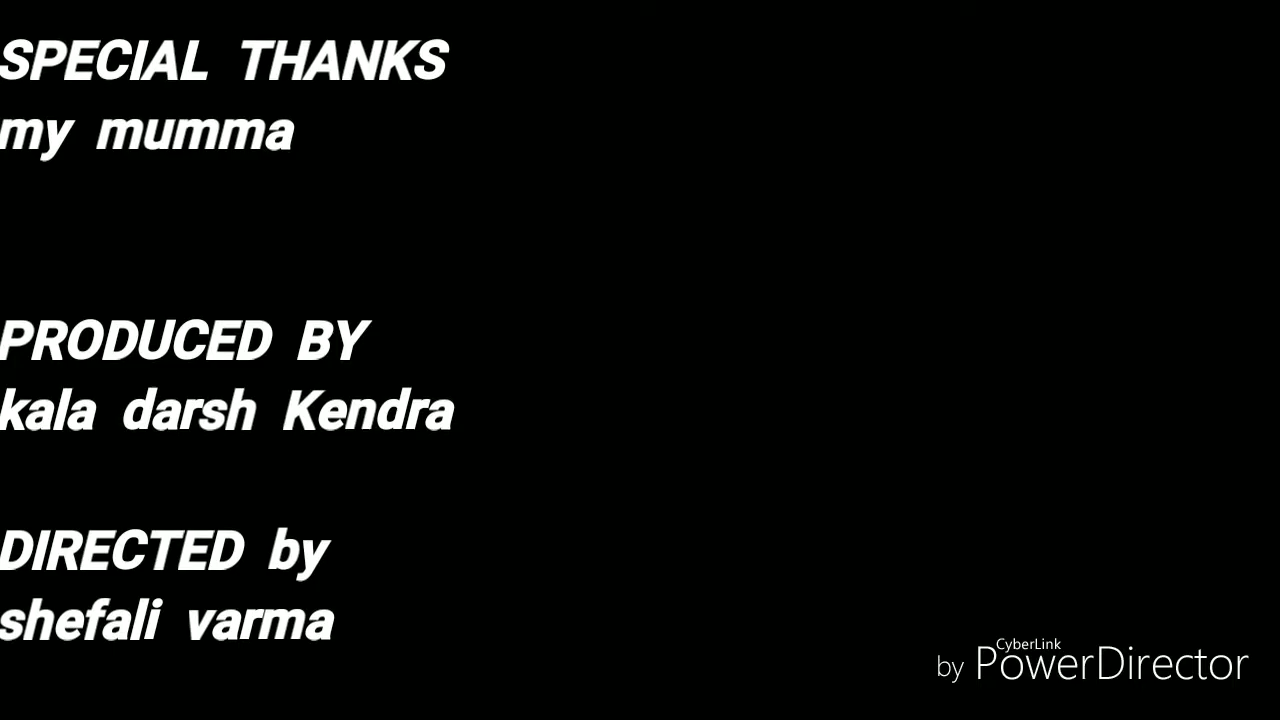 SPECIAL THANKS
my mumma
PRODUCED BY
kala darsh Kendra
DIRECTED by
shefali varma
CyberLink
by PowerDirector